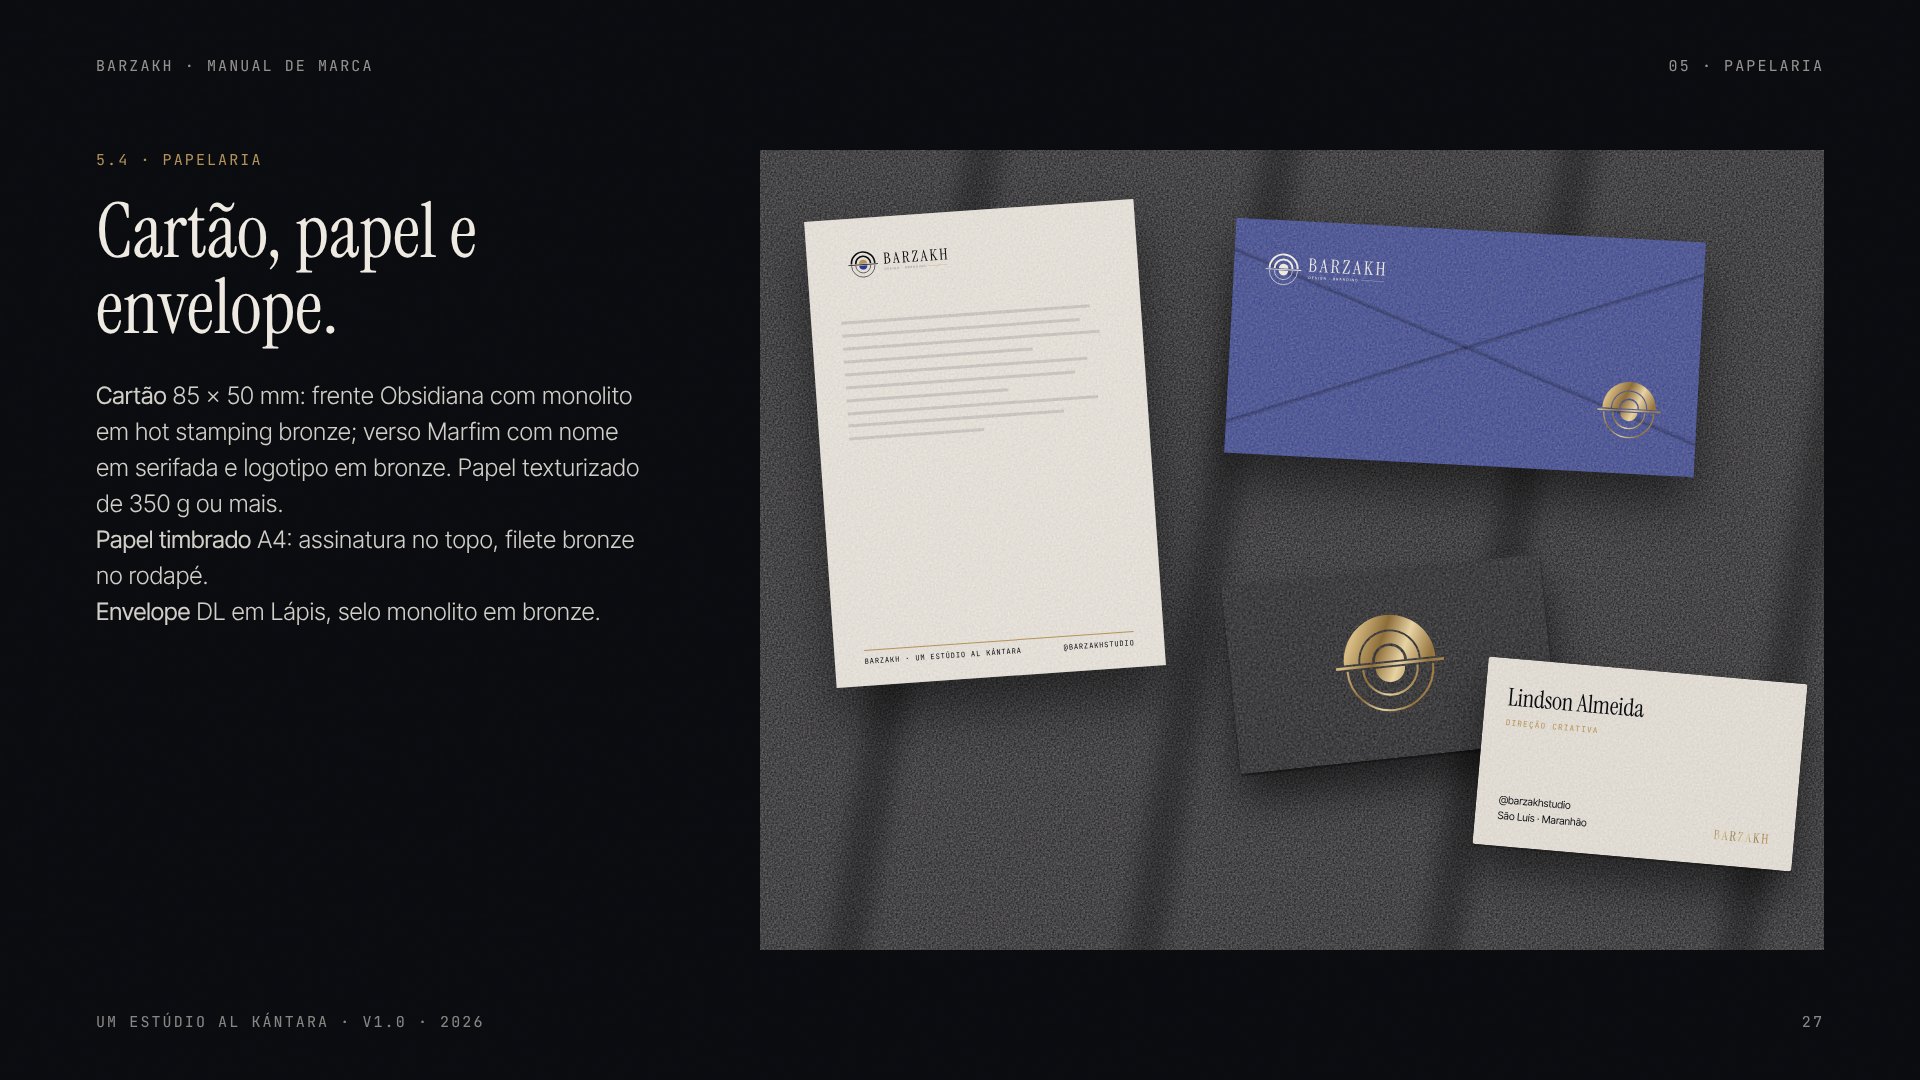 BARZAKH · MANUAL DE MARCA
05 · PAPELARIA
5.4 · PAPELARIA
Cartão, papel e
envelope.
Cartão 85 × 50 mm: frente Obsidiana com monolito
em hot stamping bronze; verso Marfim com nome
em serifada e logotipo em bronze. Papel texturizado
de 350 g ou mais.
Papel timbrado A4: assinatura no topo, filete bronze
no rodapé.
Envelope DL em Lápis, selo monolito em bronze.
BARZAKH
BARZAKH · UM ESTÚDIO AL KÁNTARA
@BARZAKHSTUDIO
BARZAKH
DESIGN · BRANDING
Lindson Almeida
DIREÇÃO CRIATIVA
@barzakhstudio
São Luís · Maranhão
BARZAKH
UM ESTÚDIO AL KÁNTARA · V1.0 · 2026
27